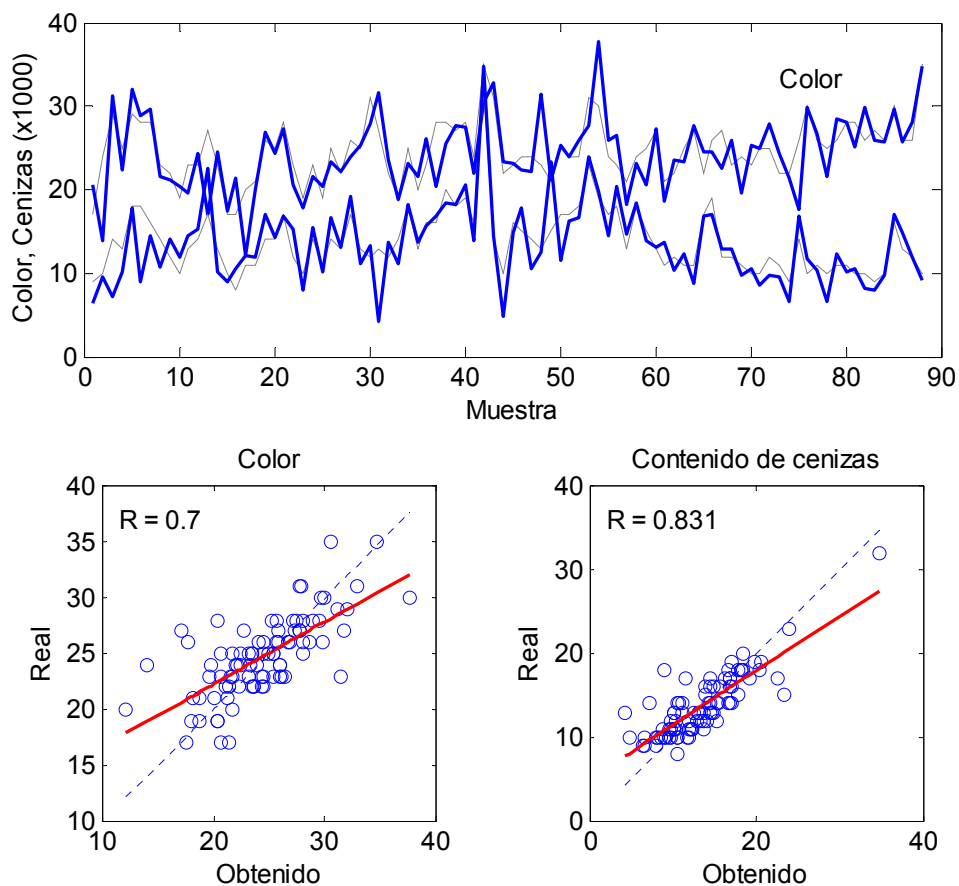 Color, Cenizas (x1000)
40
30
20
10
0
Color
0 10 20 30 40 50 60 70 80 90
Muestra
Color
R = 0.7
Real
40
35
30
25
20
15
10
10 20 30 40
Obtenido
Contenido de cenizas
R = 0.831
Real
40
30
20
10
0
0 20 40
Obtenido